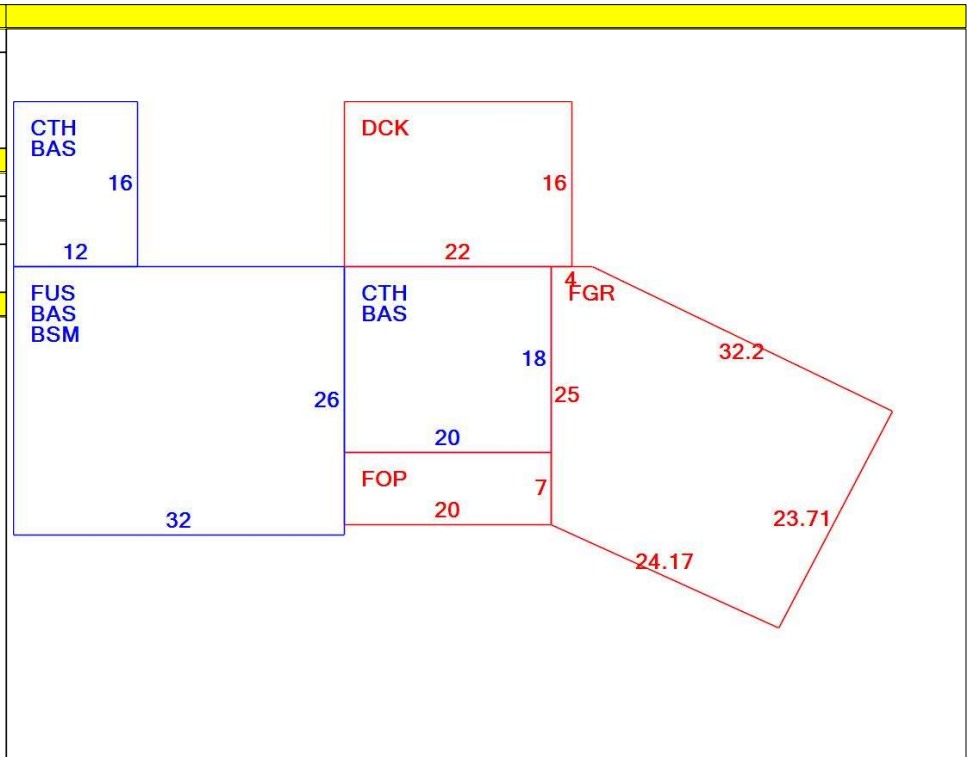 CTH
BAS
16
12
DCK
16
22
FUS
BAS
BSM
26
32
CTH
BAS
18
20
FOP
7
20
4
FGR
25
32.2
23.71
24.17